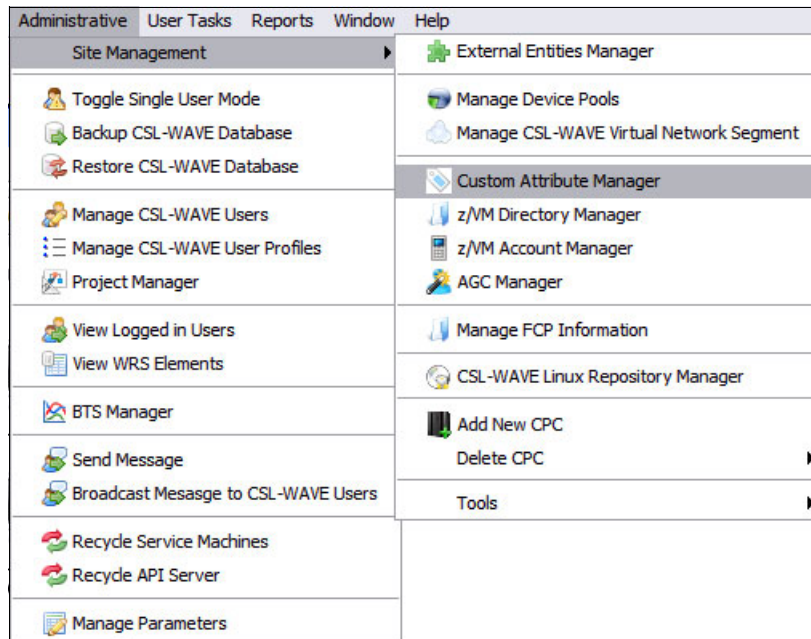 Administrative User Tasks Reports Window Help
Site Management
Toggle Single User Mode
Backup CSL-WAVE Database
Restore CSL-WAVE Database
Manage CSL-WAVE Users
Manage CSL-WAVE User Profiles
Project Manager
View Logged in Users
View WRS Elements
BTS Manager
Send Message
Broadcast Mesasge to CSL-WAVE Users
Recycle Service Machines
Recycle API Server
Manage Parameters
External Entities Manager
Manage Device Pools
Manage CSL-WAVE Virtual Network Segment
Custom Attribute Manager
z/VM Directory Manager
z/VM Account Manager
AGC Manager
Manage FCP Information
CSL-WAVE Linux Repository Manager
Add New CPC
Delete CPC
Tools